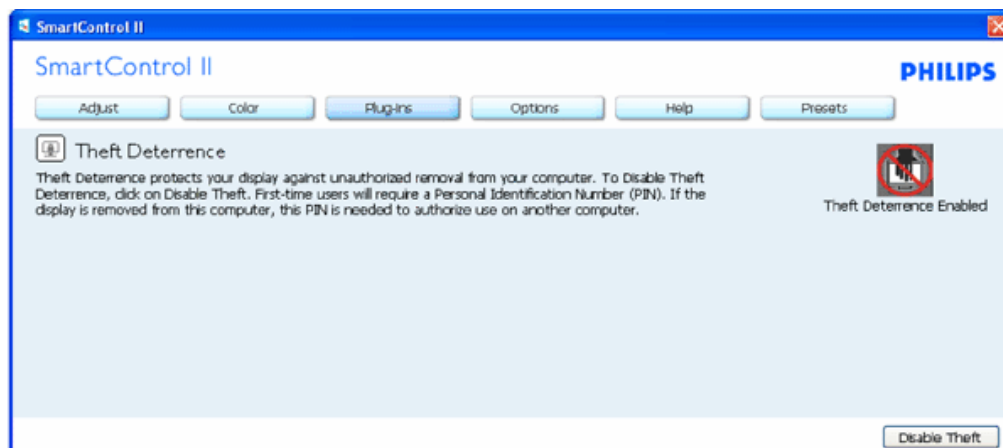 SmartControl II
SmartControl II
PHILIPS
Adjust Color Plug-Ins Options Help Presets
Theft Deterrence
Theft Deterrence protects your display against unauthorized removal from your computer. To Disable Theft
Deterrence, click on Disable Theft. First-time users will require a Personal Identification Number (PIN). If the
display is removed from this computer, this PIN is needed to authorize use on another computer.
Theft Deterrence Enabled
Disable Theft